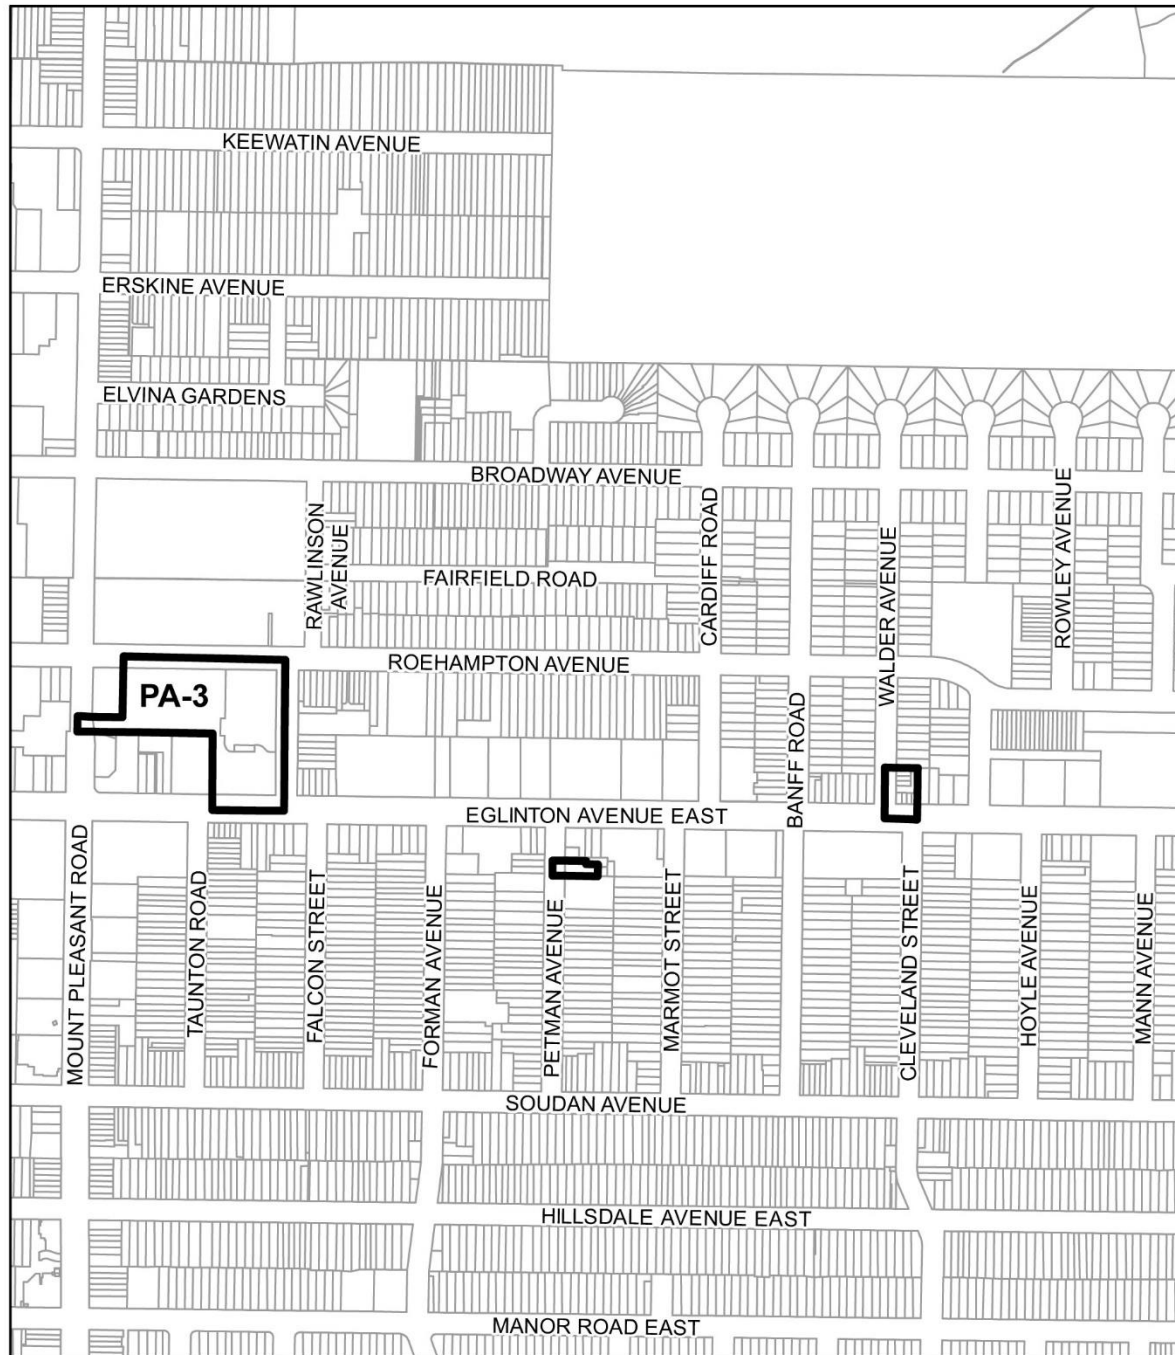 KEEWATIN AVENUE
ERSKINE AVENUE
ELVINA GARDENS
BROADWAY AVENUE
RAWLINSON
AVENUE
FAIRFIELD ROAD
CARDIFF ROAD
WALDER AVENUE
ROWLEY AVENUE
ROEHAMPTON AVENUE
PA-3
BANFF ROAD
EGLINTON AVENUE EAST
MOUNT PLEASANT ROAD
TAUNTON ROAD
FALCON STREET
FORMAN AVENUE
PETMAN AVENUE
MARMOT STREET
CLEVELAND STREET
HOYLE AVENUE
MANN AVENUE
SOUDAN AVENUE
HILLSDALE AVENUE EAST
MANOR ROAD EAST